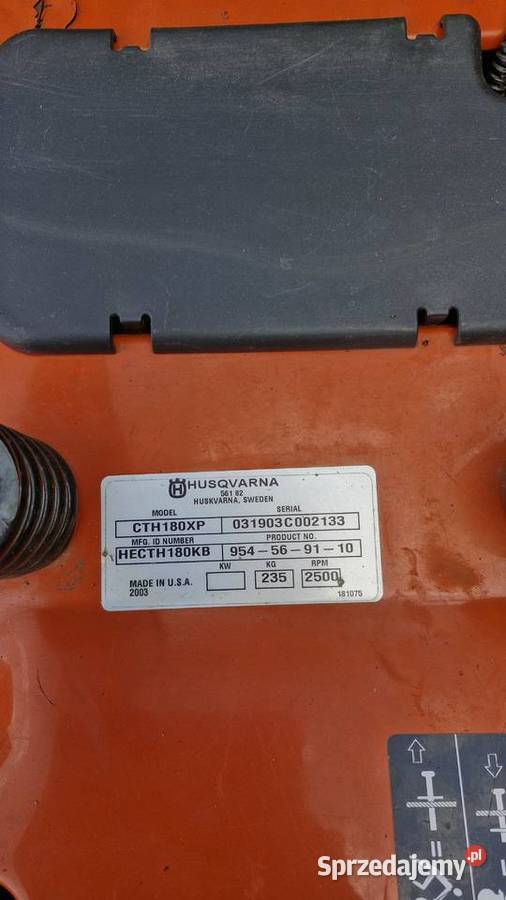 HUSQVARNA
561 82
HUSKVARNA, SWEDEN
MODEL SERIAL
CTH180XP 031903C002133
MFG. ID NUMBER PRODUCT NO.
HECTH180KB 954-56-91-10
KW KG RPM
235 2500
MADE IN U.S.A.
2003 181075
Sprzedajemy.pl